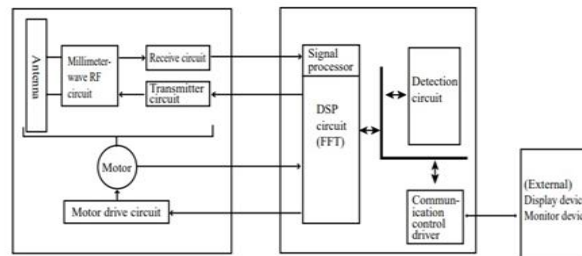 Antenna
Millimeter-
wave RF
circuit
Receive circuit
Transmitter
circuit
Motor
Motor drive circuit
Signal
processor
DSP
circuit
(FFT)
Detection
circuit
Commun-
ication
control
driver
(External)
Display devic
Monitor devic